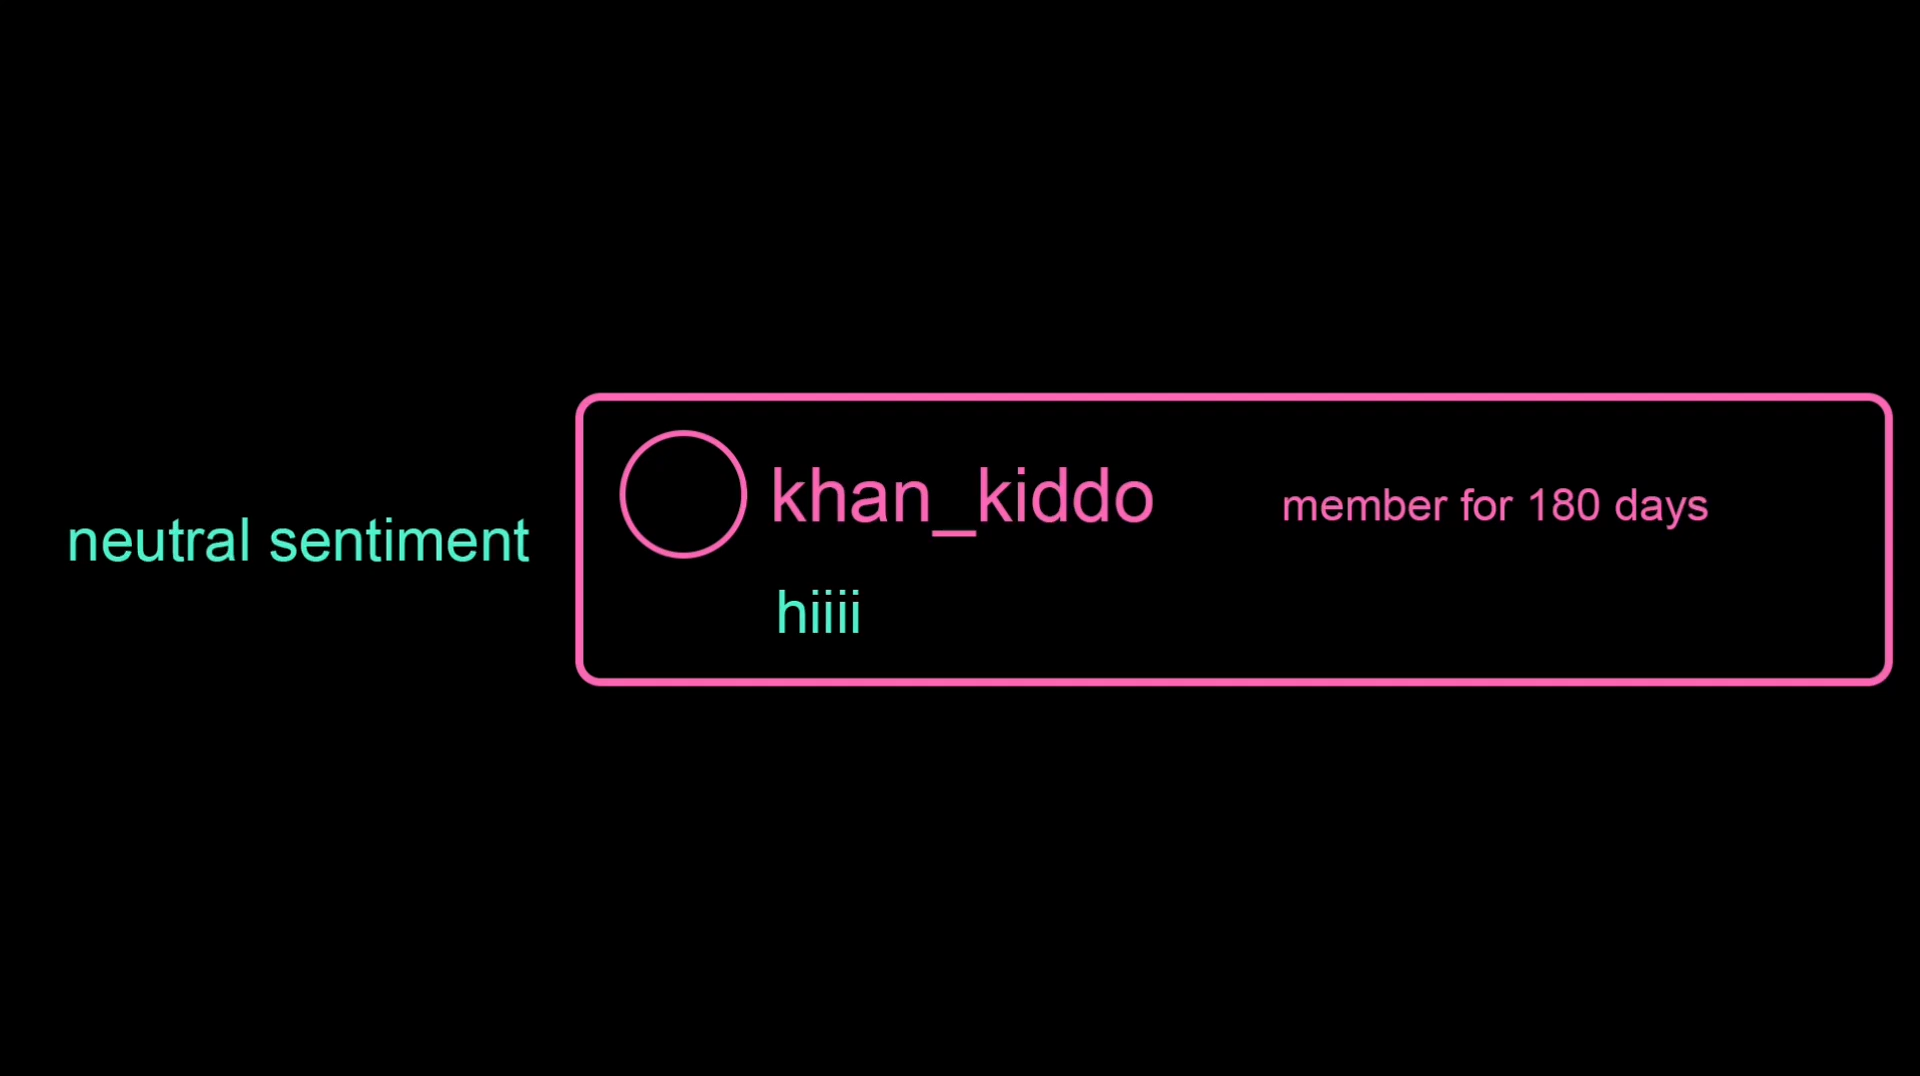 neutral sentiment
khan_kiddo
member for 180 days
hiiii